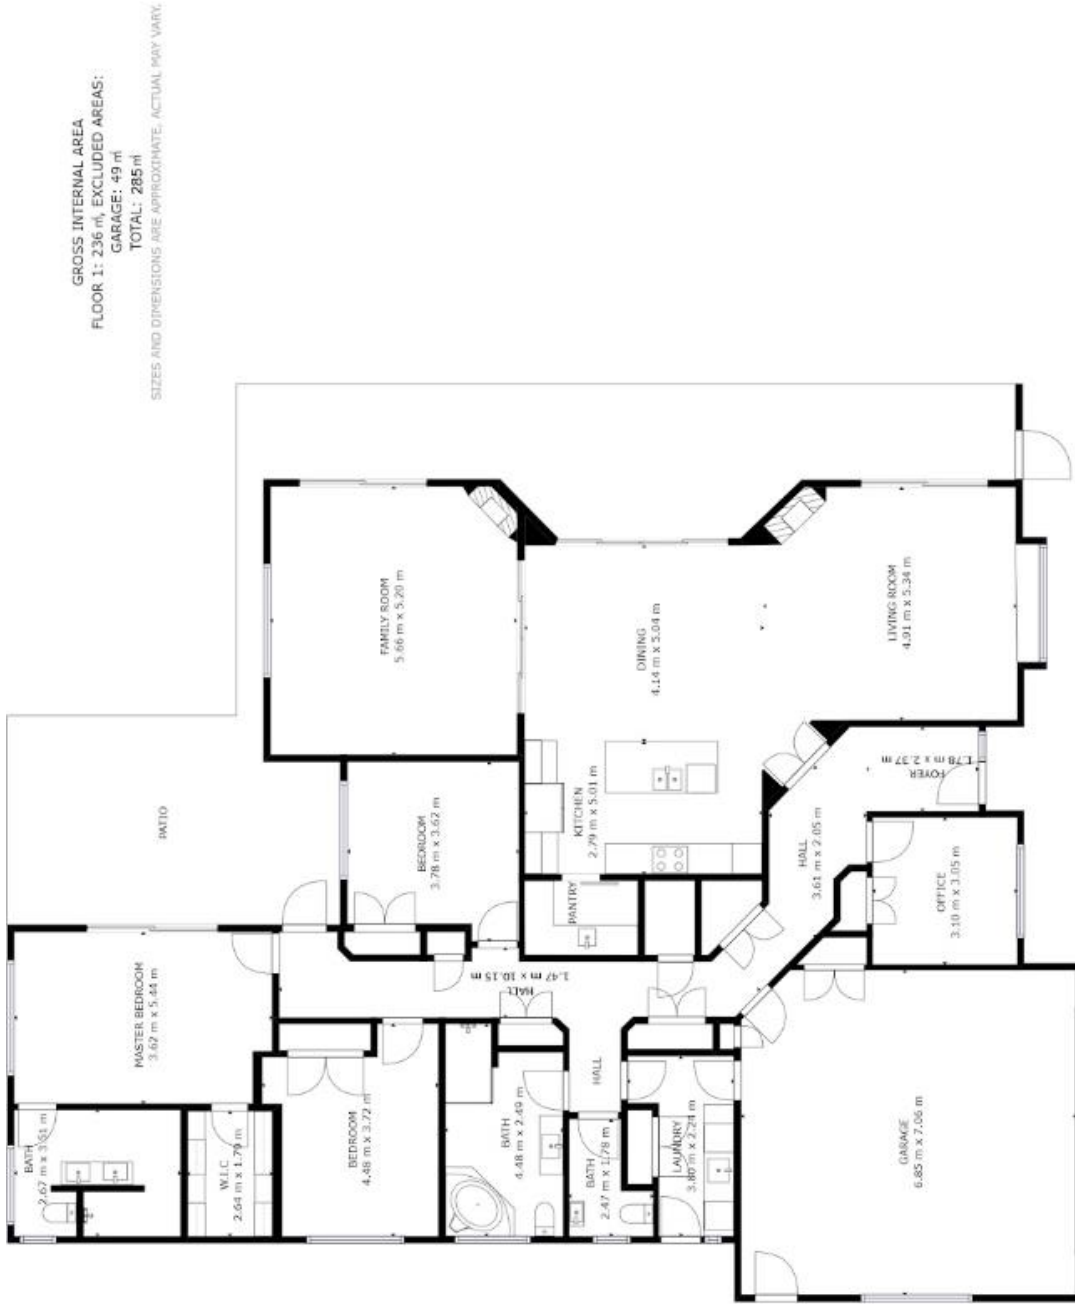 GROSS INTERNAL AREA
FLOOR 1: 236 ㎡, EXCLUDED AREAS:
GARAGE: 49 ㎡
TOTAL: 285 ㎡
SIZES AND DIMENSIONS ARE APPROXIMATE, ACTUAL MAY VARY.
FAMILY ROOM
5.66 m x 5.20 m
DINING
4.14 m x 5.04 m
LIVING ROOM
4.91 m x 5.34 m
PATIO
BEDROOM
3.78 m x 3.62 m
KITCHEN
2.79 m x 5.01 m
PANTRY
FOYER
1.78 m x 2.37 m
HALL
3.61 m x 2.05 m
OFFICE
3.10 m x 3.05 m
MASTER BEDROOM
3.62 m x 5.44 m
HALL
1.47 m x 10.15 m
HALL
BATH
2.67 m x 3.51 m
W.I.C
2.64 m x 1.79 m
BEDROOM
4.48 m x 3.72 m
BATH
4.48 m x 2.49 m
BATH
2.47 m x 1.78 m
LAUNDRY
3.80 m x 2.24 m
GARAGE
6.85 m x 7.06 m